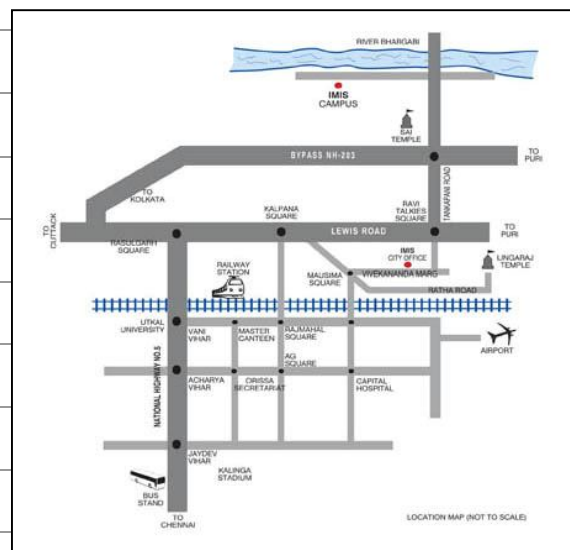 RIVER BHARGABI
IMIS
CAMPUS
SAI
TEMPLE
BYPASS NH-203
TO
PURI
TO
KOLKATA
TANKAPANI ROAD
KALPANA
SQUARE
RAVI
TALKIES
SQUARE
TO
CUTTACK
LEWIS ROAD
TO
PURI
RASULGARH
SQUARE
IMIS
CITY OFFICE
RAILWAY
STATION
MAUSIMA
SQUARE
VIVEKANANDA MARG
LINGARAJ
TEMPLE
RATHA ROAD
UTKAL
UNIVERSITY
VANI
VIHAR
MASTER
CANTEEN
RAJMAHAL
SQUARE
AIRPORT
AG
SQUARE
NATIONAL HIGHWAY NO.5
ACHARYA
VIHAR
ORISSA
SECRETARIAT
CAPITAL
HOSPITAL
JAYDEV
VIHAR
KALINGA
STADIUM
BUS
STAND
TO
CHENNAI
LOCATION MAP (NOT TO SCALE)